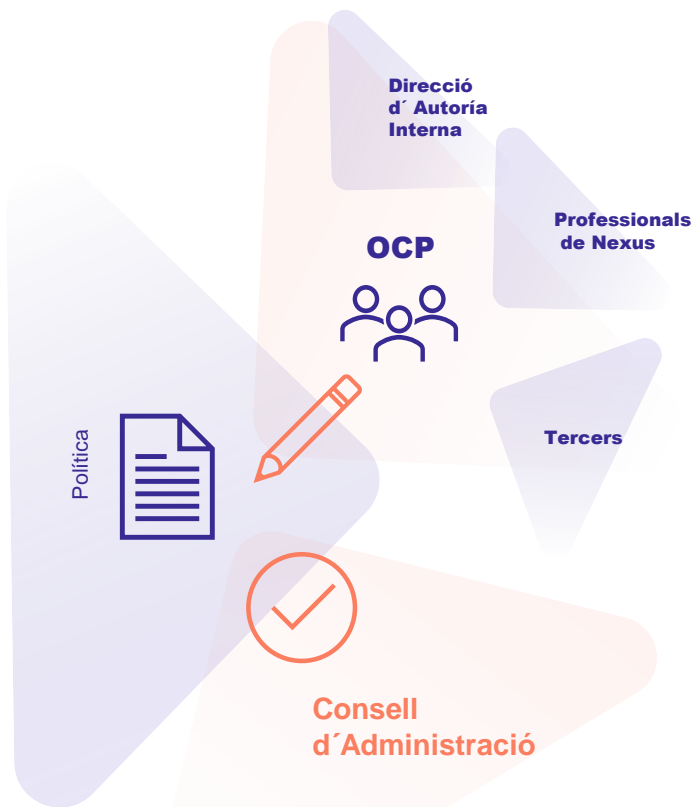 Direcció
d´ Autoría
Interna
Professionals
de Nexus
OCP
Política
Tercers
Consell
d´Administració